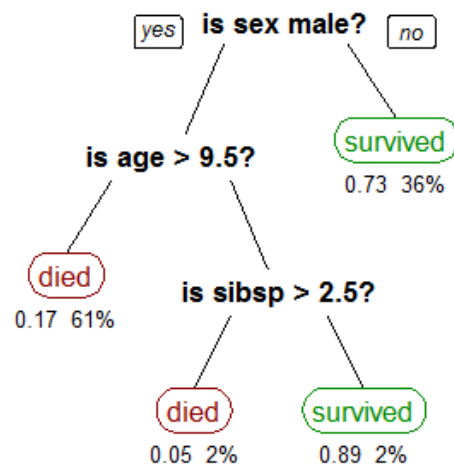 yes is sex male? no
survived
is age > 9.5?
0.73 36%
died
is sibsp > 2.5?
0.17 61%
died survived
0.05 2% 0.89 2%